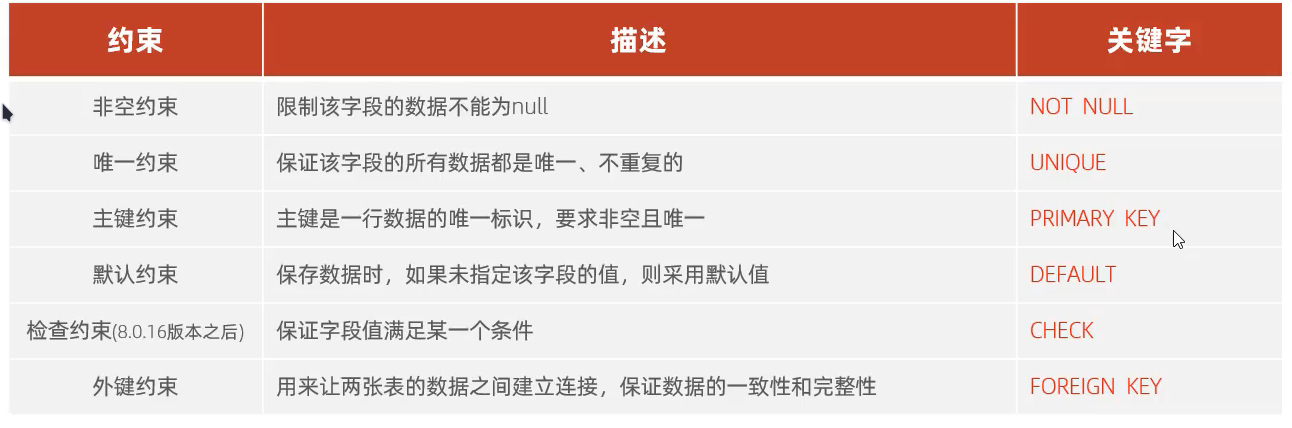 约束 描述 关键字
非空约束 限制该字段的数据不能为null NOT NULL
唯一约束 保证该字段的所有数据都是唯一、不重复的 UNIQUE
主键约束 主键是一行数据的唯一标识，要求非空且唯一 PRIMARY KEY
默认约束 保存数据时，如果未指定该字段的值，则采用默认值 DEFAULT
检查约束(8.0.16版本之后) 保证字段值满足某一个条件 CHECK
外键约束 用来让两张表的数据之间建立连接，保证数据的一致性和完整性 FOREIGN KEY